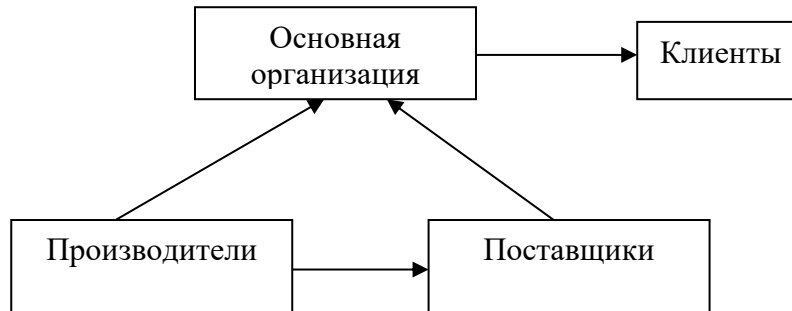 Основная
организация
Клиенты
Производители
Поставщики